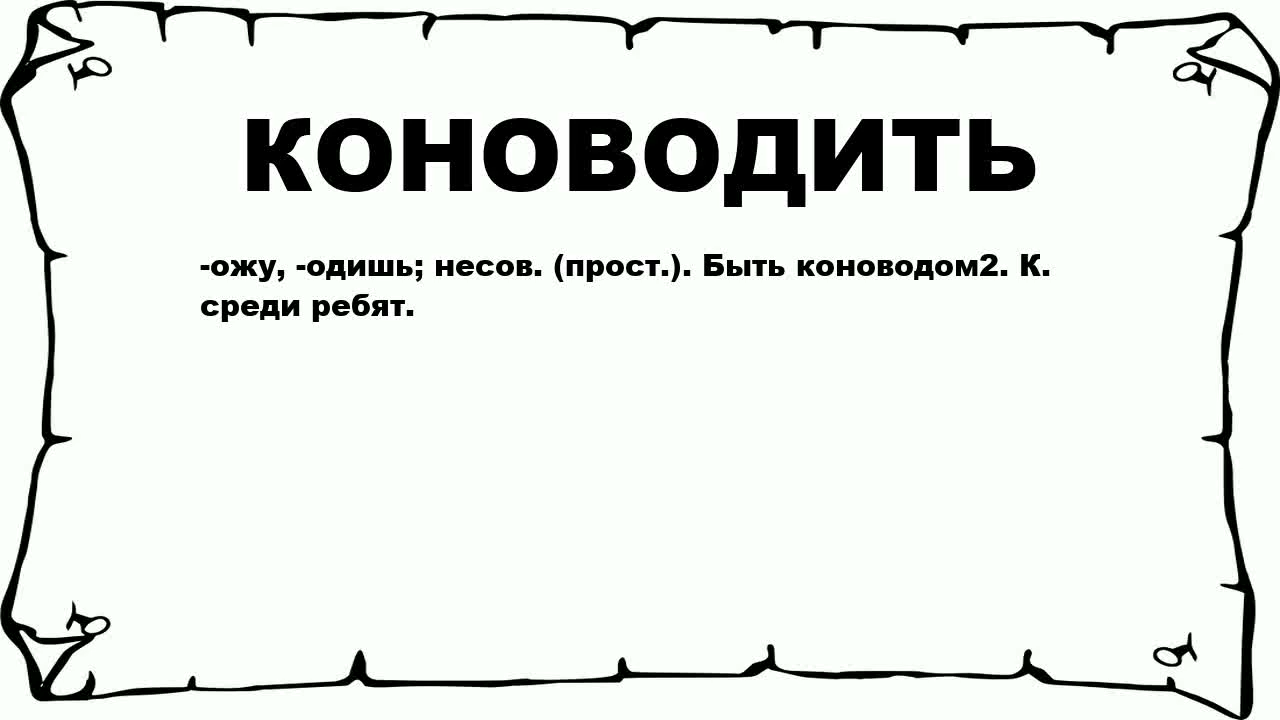 КОНОВОДИТЬ
-ожу, -одишь; несов. (прост.). Быть коноводом2. К.
среди ребят.